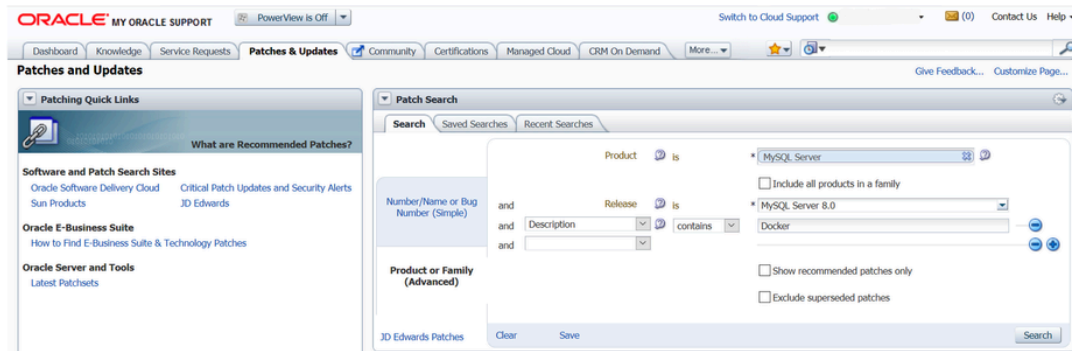 ORACLE® MY ORACLE SUPPORT PowerView is Off Switch to Cloud Support (0) Contact Us Help
Dashboard Knowledge Service Requests Patches & Updates Community Certifications Managed Cloud CRM On Demand More...
Patches and Updates Give Feedback... Customize Page...
Patching Quick Links
What are Recommended Patches?
Software and Patch Search Sites
Oracle Software Delivery Cloud Critical Patch Updates and Security Alerts
Sun Products JD Edwards
Oracle E-Business Suite
How to Find E-Business Suite & Technology Patches
Oracle Server and Tools
Latest Patchsets
Patch Search
Search Saved Searches Recent Searches
Number/Name or Bug
Number (Simple)
Product or Family
(Advanced)
JD Edwards Patches
Product is * MySQL Server
Include all products in a family
and Release is * MySQL Server 8.0
and Description contains Docker
and
Show recommended patches only
Exclude superseded patches
Clear Save Search